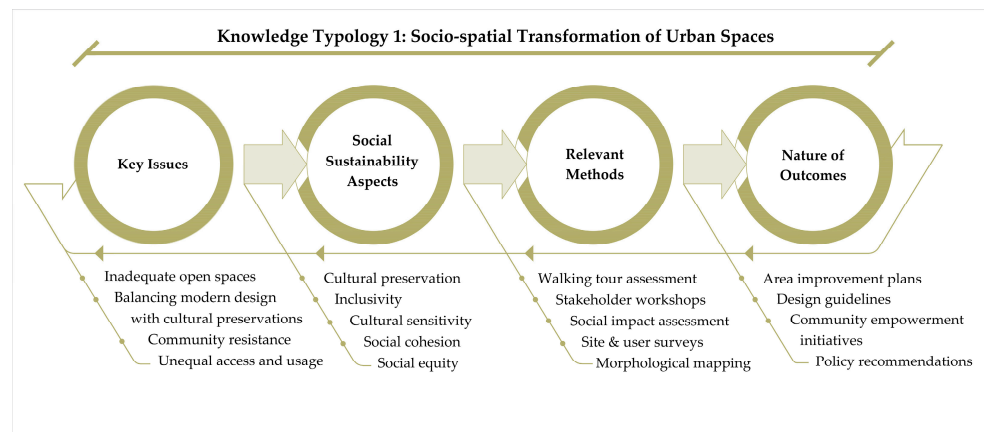 Knowledge Typology 1: Socio-spatial Transformation of Urban Spaces
Key Issues
Social
Sustainability
Aspects
Relevant
Methods
Nature of
Outcomes
Inadequate open spaces
Balancing modern design
with cultural preservations
Community resistance
Unequal access and usage
Cultural preservation
Inclusivity
Cultural sensitivity
Social cohesion
Social equity
Walking tour assessment
Stakeholder workshops
Social impact assessment
Site & user surveys
Morphological mapping
Area improvement plans
Design guidelines
Community empowerment
initiatives
Policy recommendations